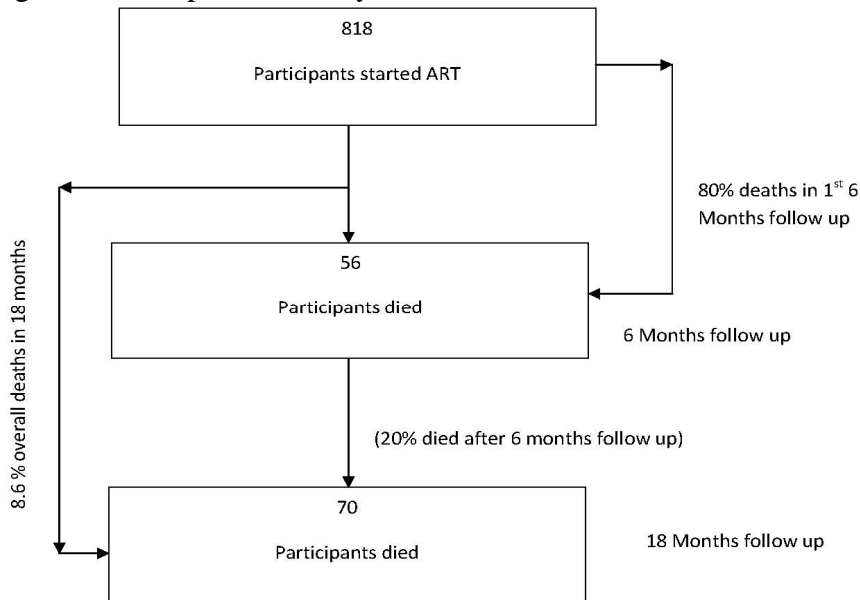 818
Participants started ART
80% deaths in 1st 6
Months follow up
8.6 % overall deaths in 18 months
56
Participants died
6 Months follow up
(20% died after 6 months follow up)
70
Participants died
18 Months follow up